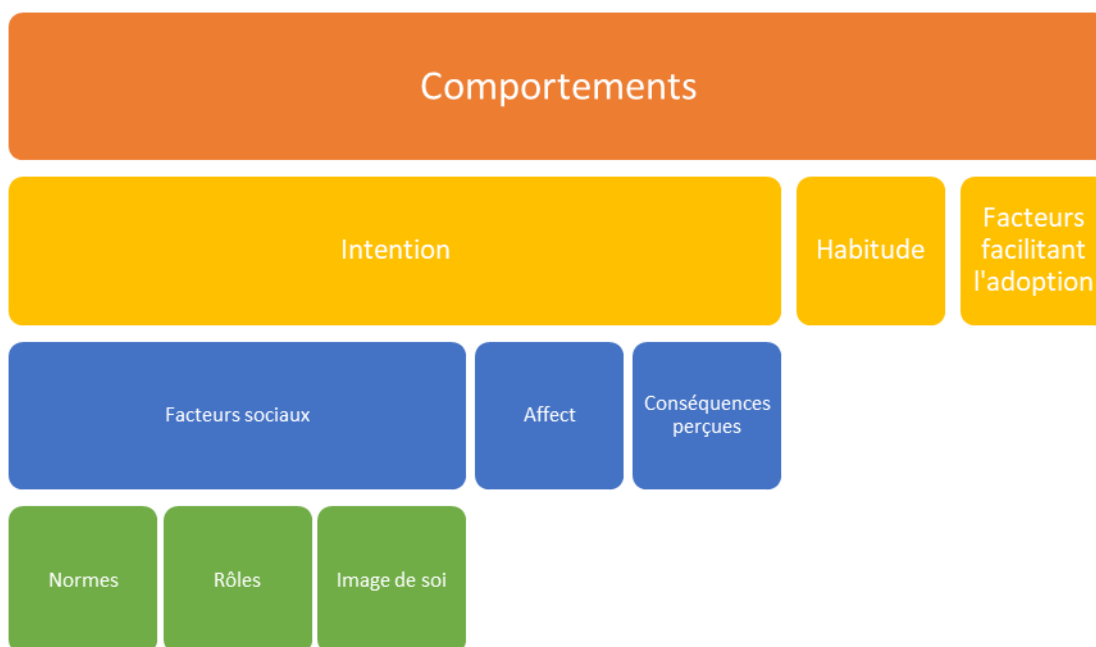 Comportements
Intention
Habitude
Facteurs
facilitant
l'adoption
Facteurs sociaux
Affect
Conséquences
perçues
Normes
Rôles
Image de soi